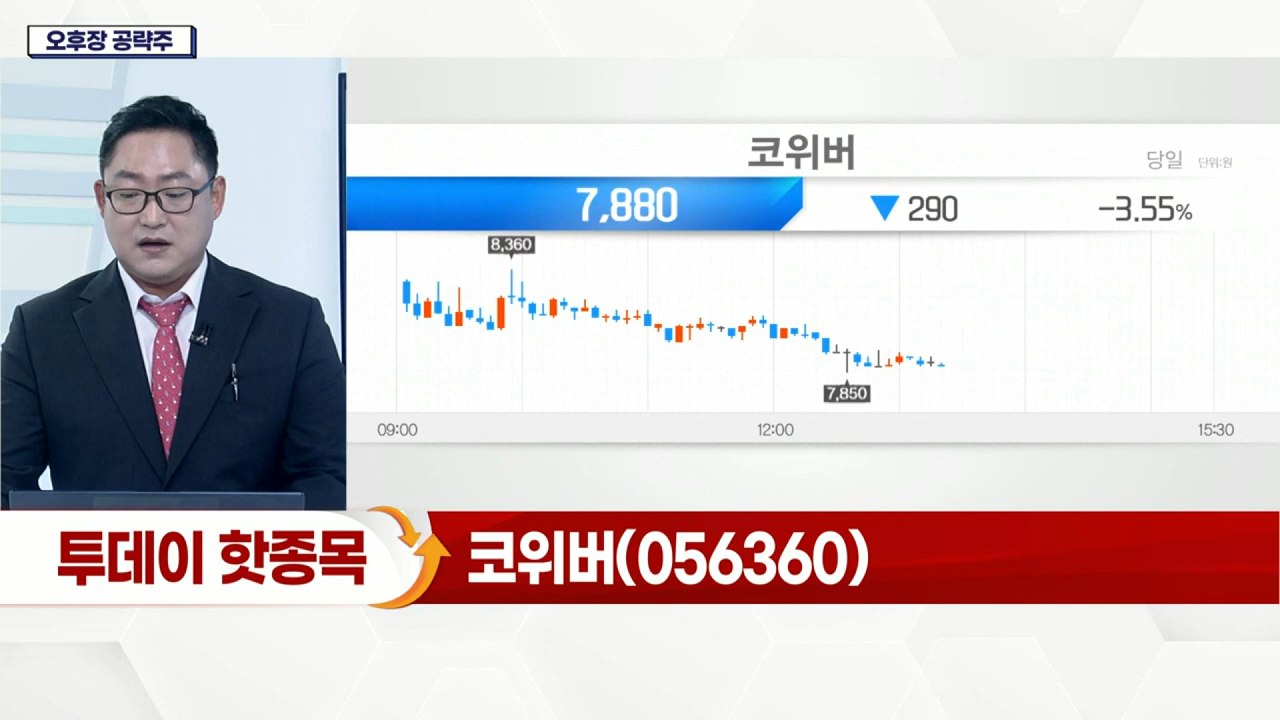 오후장 공략주
코위버
당일 단위:원
7,880 ▼ 290 -3.55%
8,360
7,850
09:00 12:00 15:30
투데이 핫종목 코위버(056360)